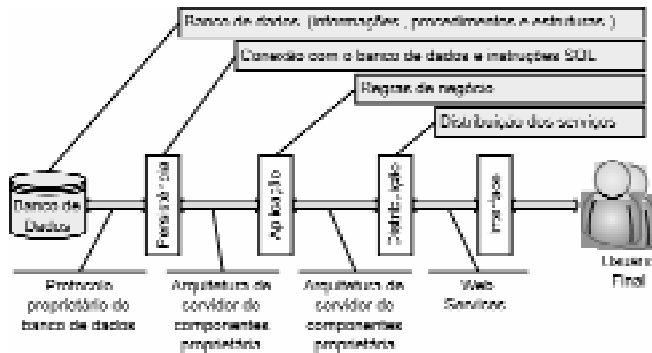 Banco de dados (informações, procedimentos e estruturas)
Conexão com o banco de dados e instruções SQL
Regras de negócio
Distribuição dos serviços
Banco de
Dados
Persistência
Aplicação
Distribuição
Interface
Usuário
Final
Protocolo
proprietário do
banco de dados
Arquitetura de
servidor de
componentes
proprietária
Arquitetura de
servidor de
componentes
proprietária
Web
Services